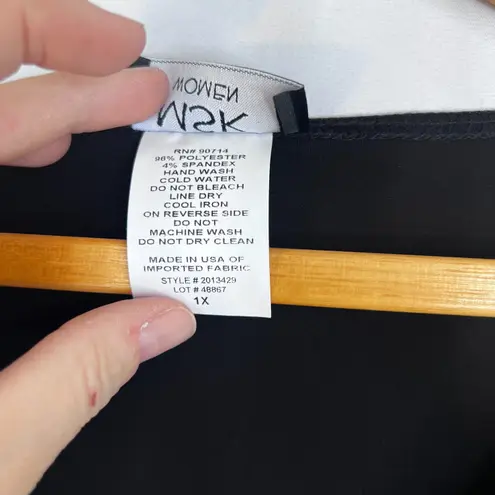 WOMEN
MSK
RN# 90714
96% POLYESTER
4% SPANDEX
HAND WASH
COLD WATER
DO NOT BLEACH
LINE DRY
COOL IRON
ON REVERSE SIDE
DO NOT
MACHINE WASH
DO NOT DRY CLEAN
MADE IN USA OF
IMPORTED FABRIC
STYLE # 2013429
LOT # 48867
1X